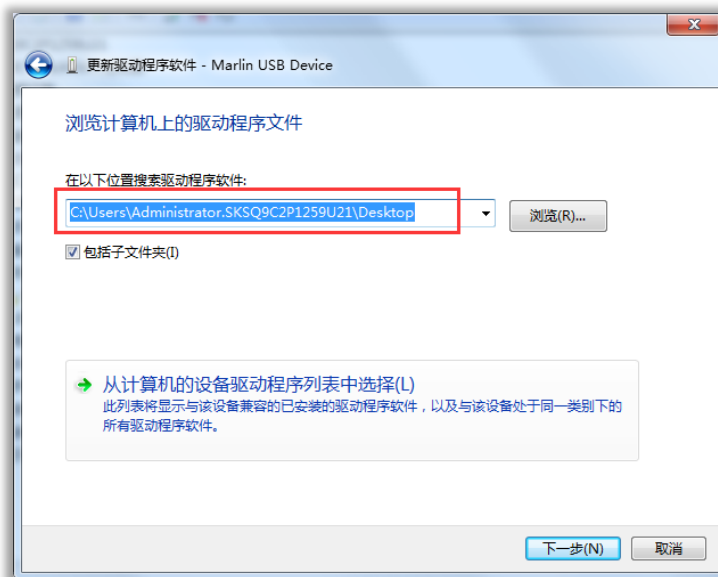 更新驱动程序软件 - Marlin USB Device
浏览计算机上的驱动程序文件
在以下位置搜索驱动程序软件:
C:\Users\Administrator.SKSQ9C2P1259U21\Desktop
浏览(R)...
包括子文件夹(I)
从计算机的设备驱动程序列表中选择(L)
此列表将显示与该设备兼容的已安装的驱动程序软件，以及与该设备处于同一类别下的
所有驱动程序软件。
下一步(N)
取消